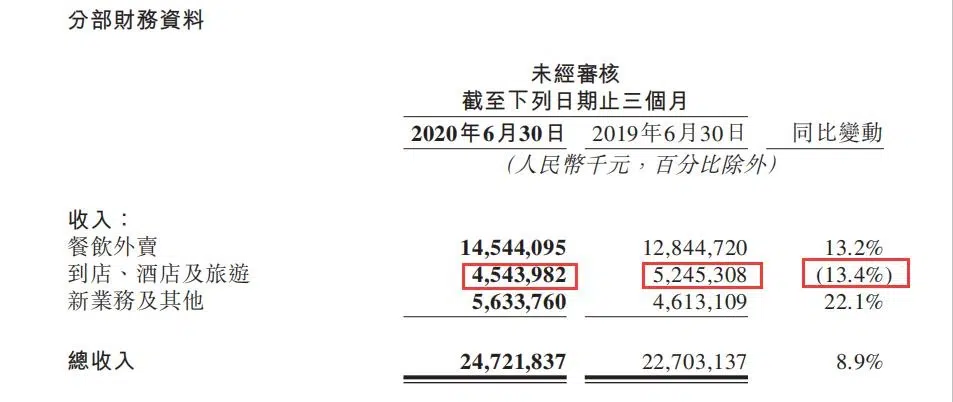 分部財務資料
未經審核
截至下列日期止三個月
2020年6月30日 2019年6月30日 同比變動
(人民幣千元，百分比除外)
收入：
餐飲外賣 14,544,095 12,844,720 13.2%
到店、酒店及旅遊 4,543,982 5,245,308 (13.4%)
新業務及其他 5,633,760 4,613,109 22.1%
總收入 24,721,837 22,703,137 8.9%